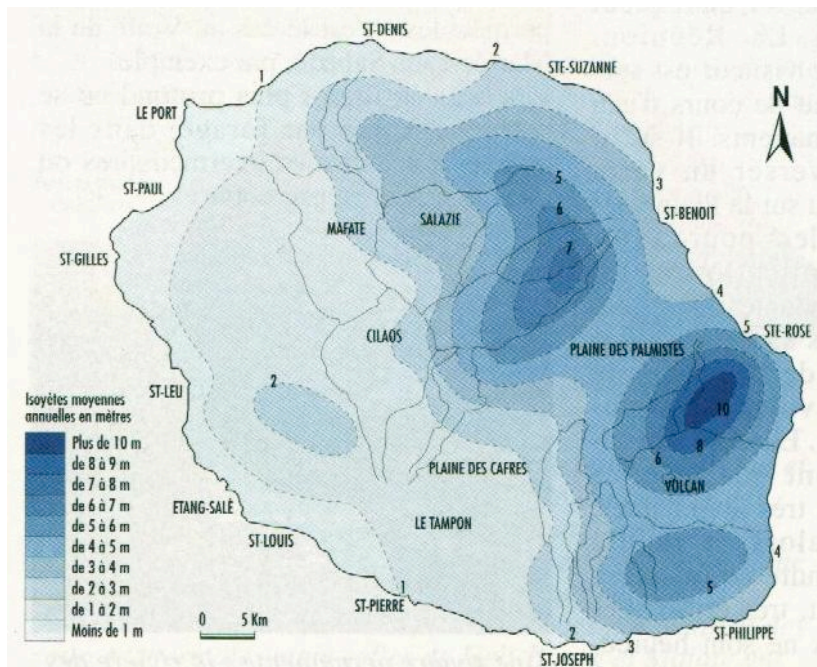 ST-DENIS
2
STE-SUZANNE
1
LE PORT
N
ST-PAUL
5
3
6
ST-BENOIT
MAFATE
SALAZIE
7
ST-GILLES
4
CILAOS
5
STE-ROSE
PLAINE DES PALMISTES
2
ST-LEU
10
8
6
PLAINE DES CAFRES
VOLCAN
ETANG-SALÈ
LE TAMPON
ST-LOUIS
4
5
1
ST-PIERRE
2
ST-PHILIPPE
ST-JOSEPH
Isoyètes moyennes
annuelles en mètres
Plus de 10 m
de 8 à 9 m
de 7 à 8 m
de 6 à 7 m
de 5 à 6 m
de 4 à 5 m
de 3 à 4 m
de 2 à 3 m
de 1 à 2 m
Moins de 1 m
0 5 Km